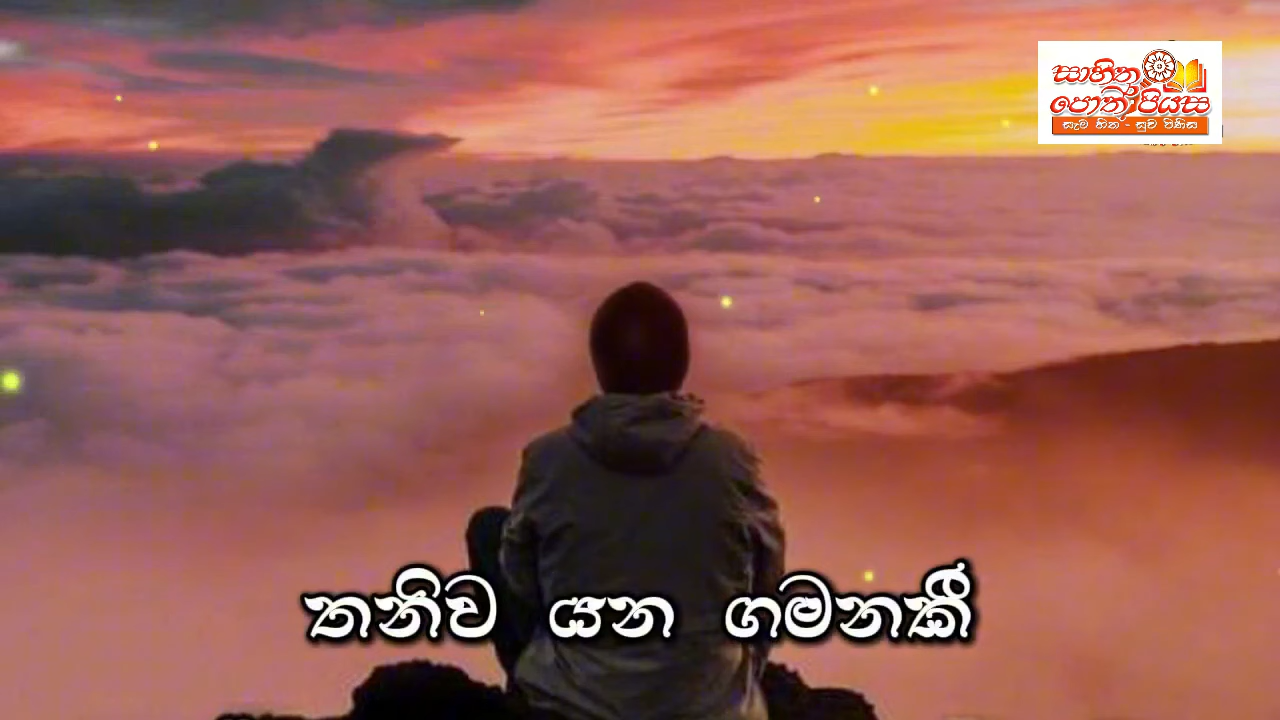 සාහිත්‍ය
පොත් පියස
සැම හිත - සුව පිණිස
තනිව යන ගමනකී